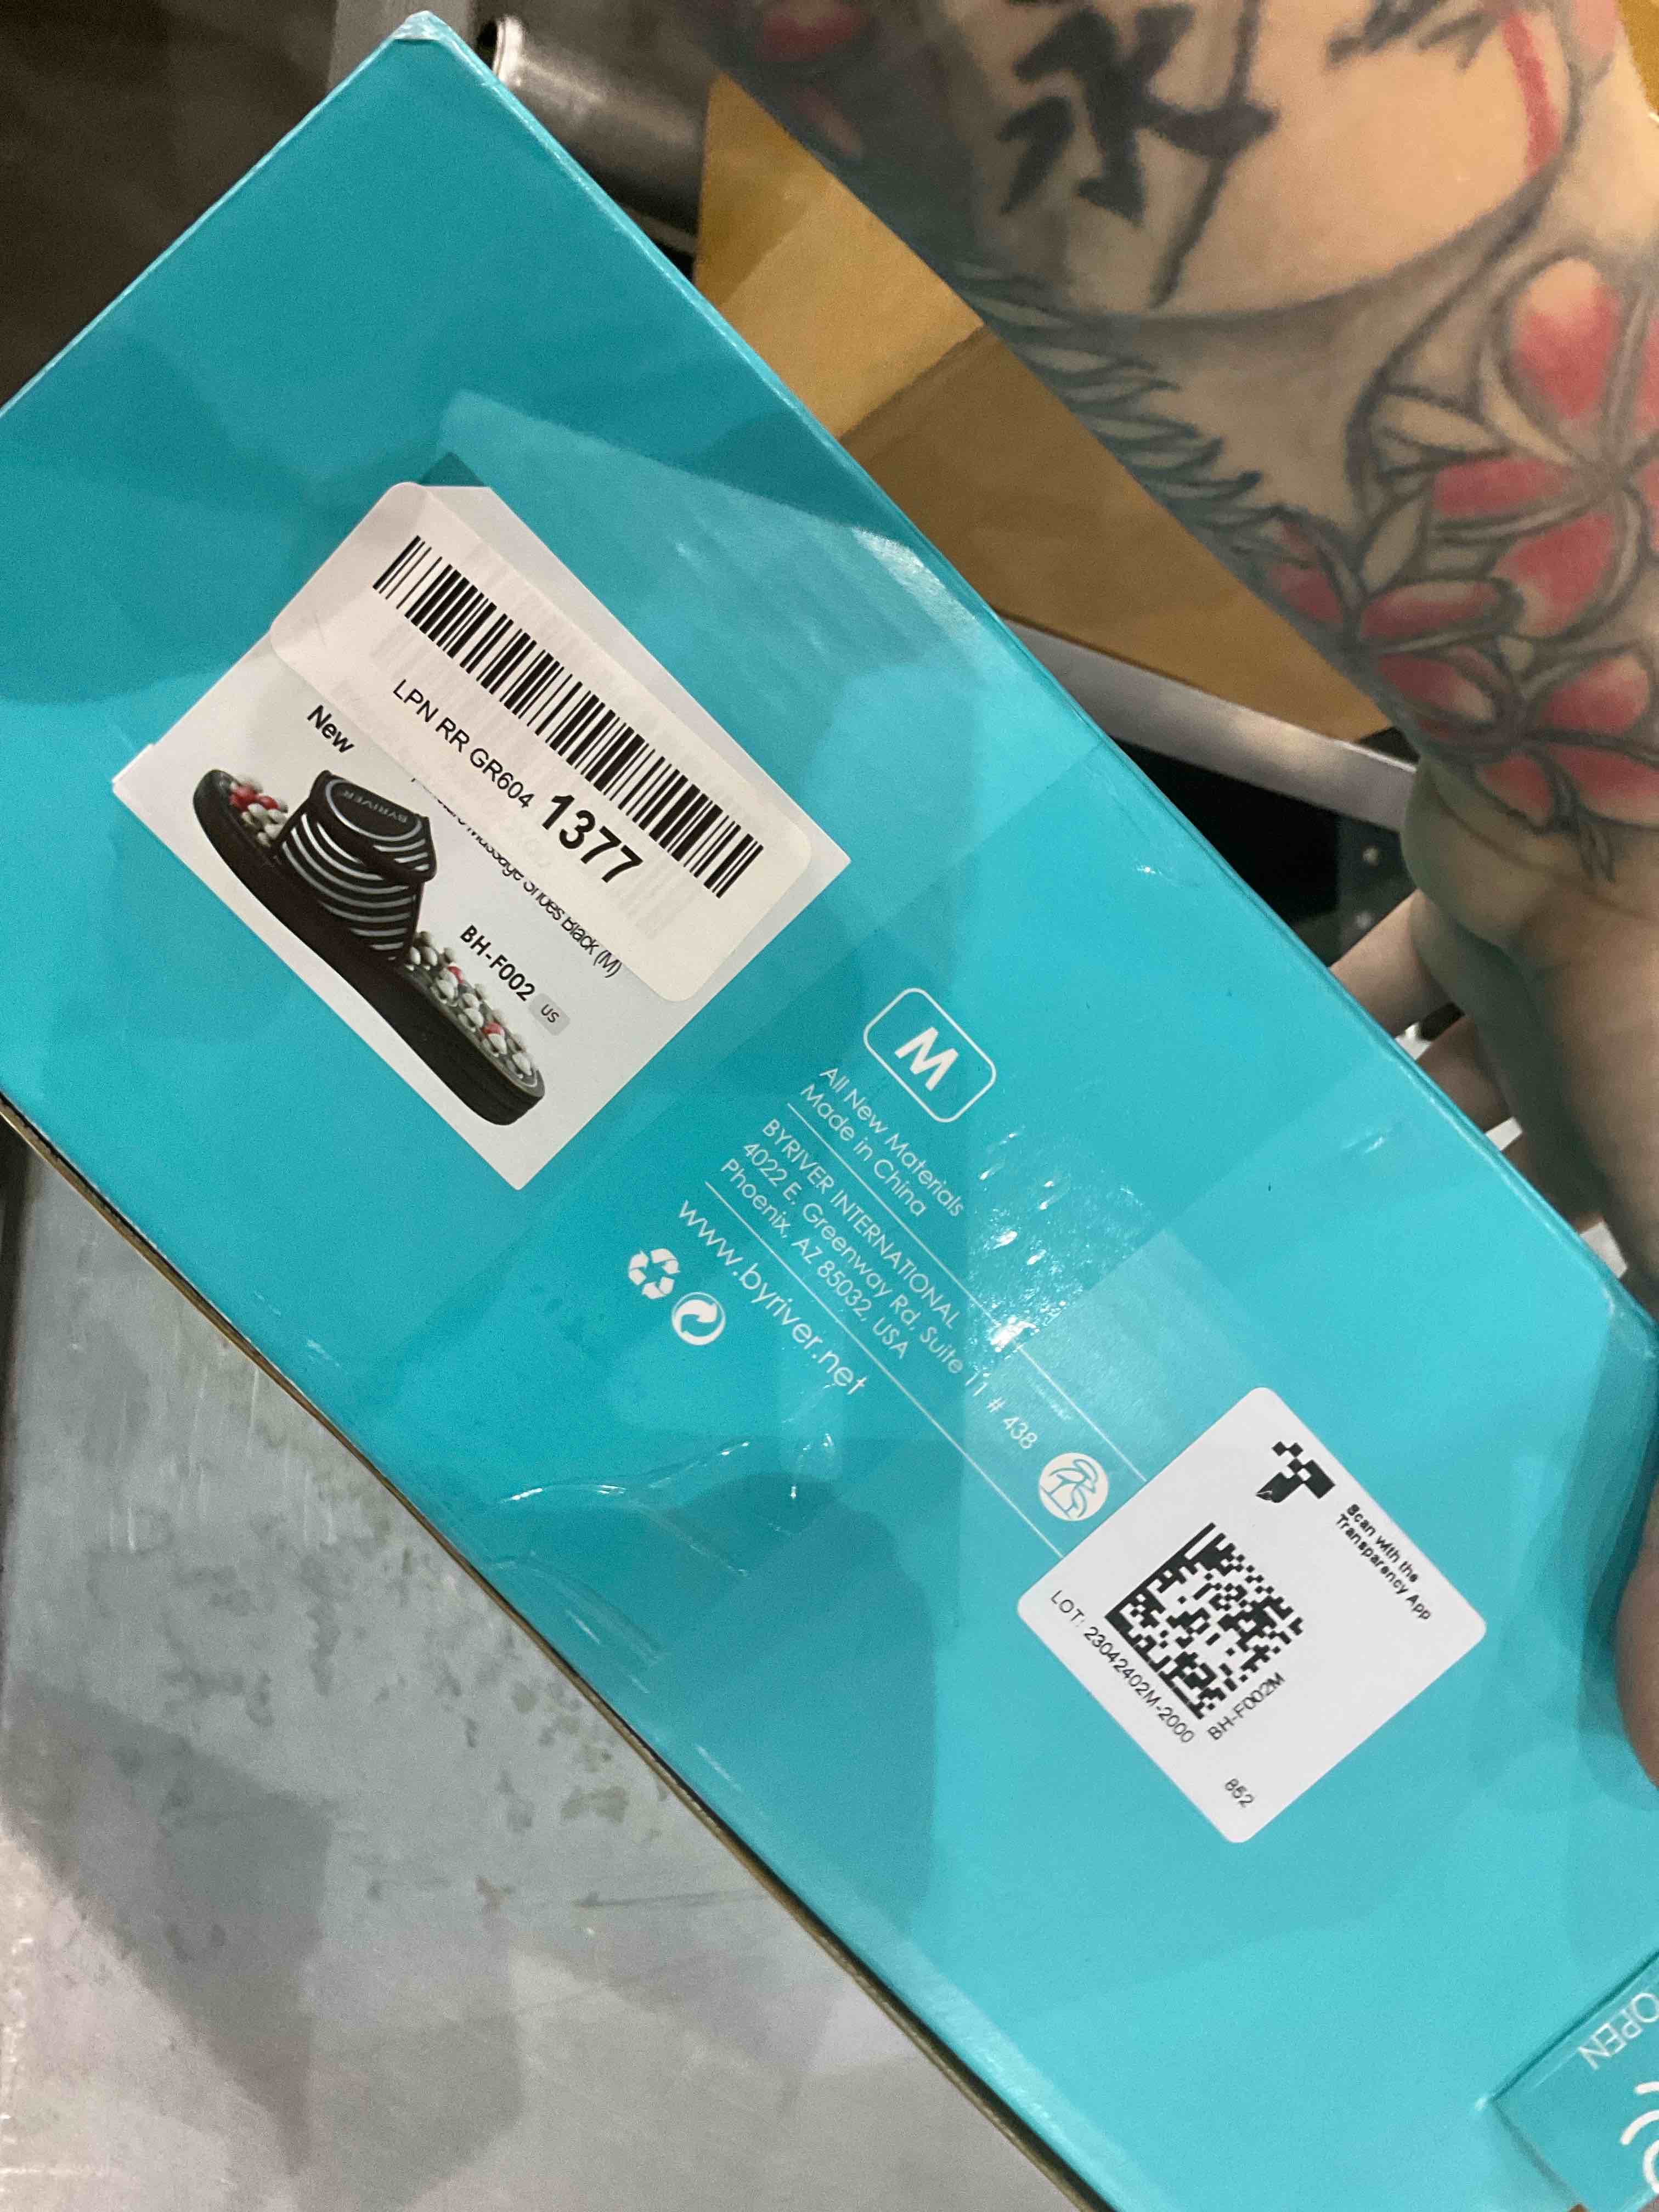 永
LPN RR GR604 1377
New
Massage Shoes Black (M)
BYRIVER
BH-F002 US
M
All New Materials
Made in China
BYRIVER INTERNATIONAL
4022 E. Greenway Rd, Suite 11 # 438
Phoenix, AZ 85032, USA
www.byriver.net
Scan with the
Transparency App
BH-F002M
LOT: 23042402M-2000
852
OPEN